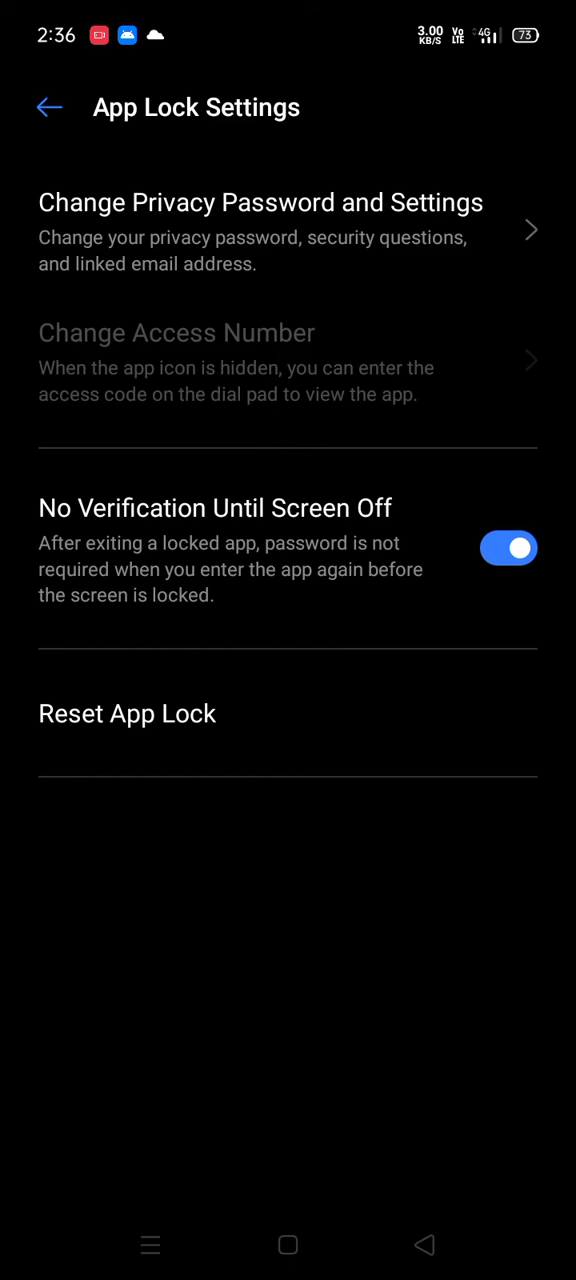 2:36
3.00
KB/S
Vo
LTE
4G
73
App Lock Settings
Change Privacy Password and Settings
Change your privacy password, security questions,
and linked email address.
Change Access Number
When the app icon is hidden, you can enter the
access code on the dial pad to view the app.
No Verification Until Screen Off
After exiting a locked app, password is not
required when you enter the app again before
the screen is locked.
Reset App Lock